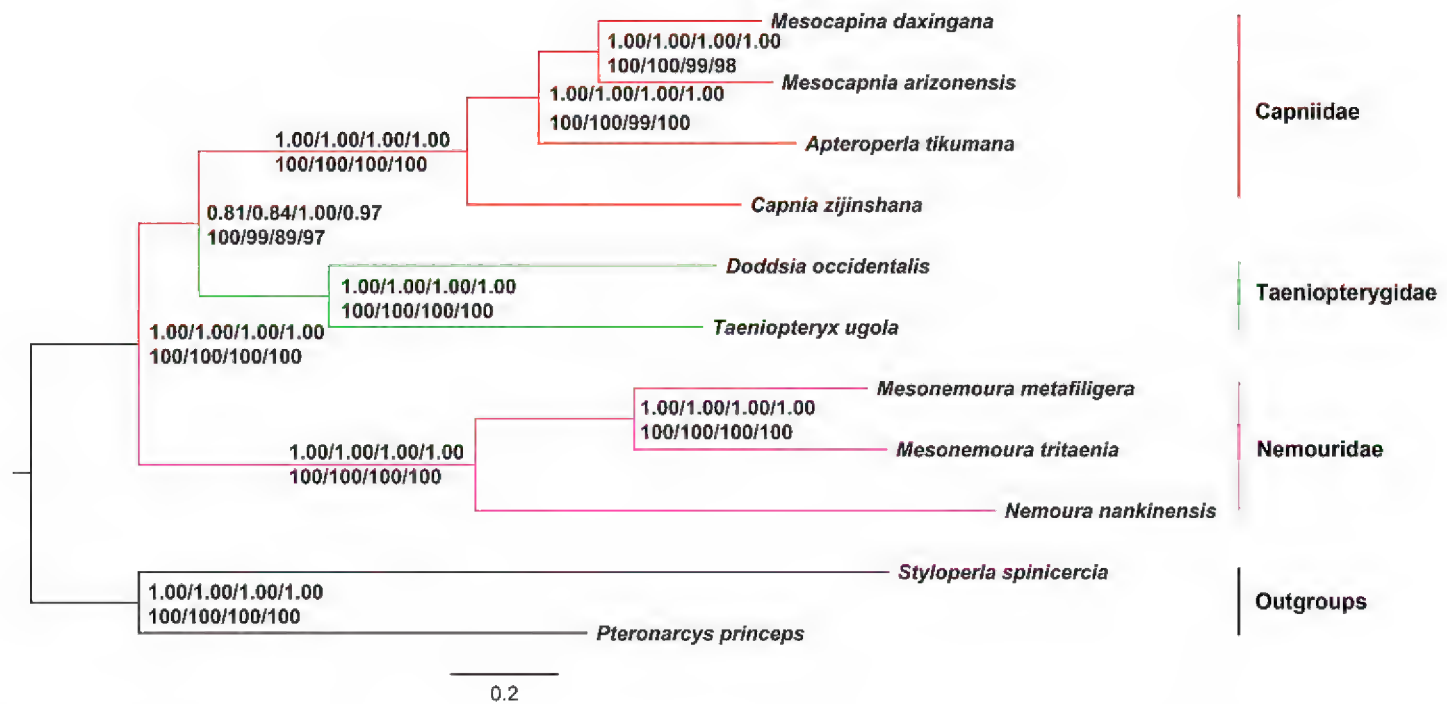 Mesocapina daxingana
1.00/1.00/1.00/1.00
100/100/99/98
Mesocapnia arizonensis
1.00/1.00/1.00/1.00
100/100/99/100
Apteroperla tikumana
Capniidae
1.00/1.00/1.00/1.00
100/100/100/100
Capnia zijinshana
0.81/0.84/1.00/0.97
100/99/89/97
Doddsia occidentalis
1.00/1.00/1.00/1.00
100/100/100/100
Taeniopteryx ugola
Taeniopterygidae
1.00/1.00/1.00/1.00
100/100/100/100
Mesonemoura metafiligera
1.00/1.00/1.00/1.00
100/100/100/100
Mesonemoura tritaenia
Nemouridae
1.00/1.00/1.00/1.00
100/100/100/100
Nemoura nankinensis
Styloperla spinicercia
1.00/1.00/1.00/1.00
100/100/100/100
Pteronarcys princeps
Outgroups
0.2